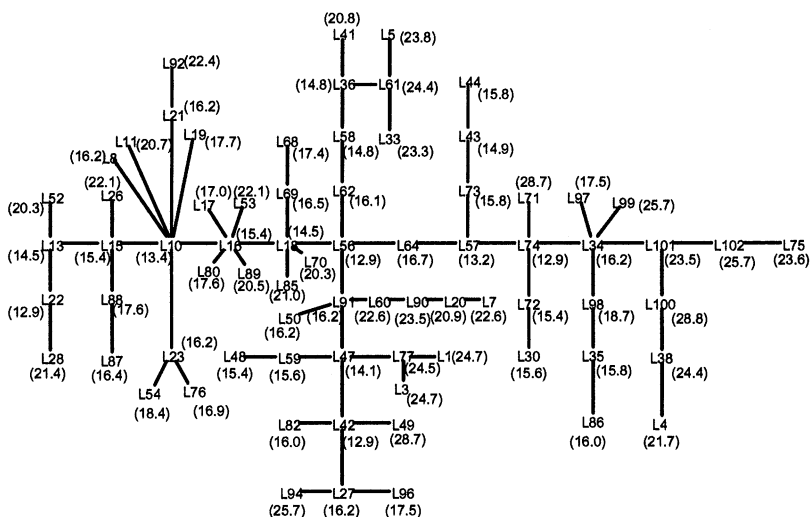 (20.8)
L41 L5 (23.8)
L92 (22.4)
(14.8) L36 L61 (24.4) L44 (15.8)
L21 (16.2)
L11 (20.7) L19 (17.7) L68 (17.4) L58 (14.8) L33 (23.3) L43 (14.9)
(16.2) L8
L52 (20.3) L26 (22.1) L17 (17.0) L53 (22.1) L69 (16.5) L62 (16.1) L73 (15.8) L71 (28.7) L97 (17.5) L99 (25.7)
L13 (14.5) (15.4) L10 (13.4) (15.4) (14.5) L56 (12.9) L64 (16.7) L57 (13.2) L74 (12.9) L34 (16.2) L101 (23.5) L102 (25.7) L75 (23.6)
L80 (17.6) L89 (20.5) L85 (21.0) L70 (20.3)
L22 (12.9) L88 (17.6) L50 (16.2) L91 (16.2) L60 (22.6) L90 (23.5) L20 (20.9) L7 (22.6) L72 (15.4) L98 (18.7) L100 (28.8)
L28 (21.4) L87 (16.4) L23 (16.2) L48 (15.4) L59 (15.6) L47 (14.1) L77 (24.5) L1 (24.7) L30 (15.6) L35 (15.8) L38 (24.4)
L54 (18.4) L76 (16.9) L3 (24.7)
L82 (16.0) L42 (12.9) L49 (28.7) L86 (16.0) L4 (21.7)
L94 (25.7) L27 (16.2) L96 (17.5)